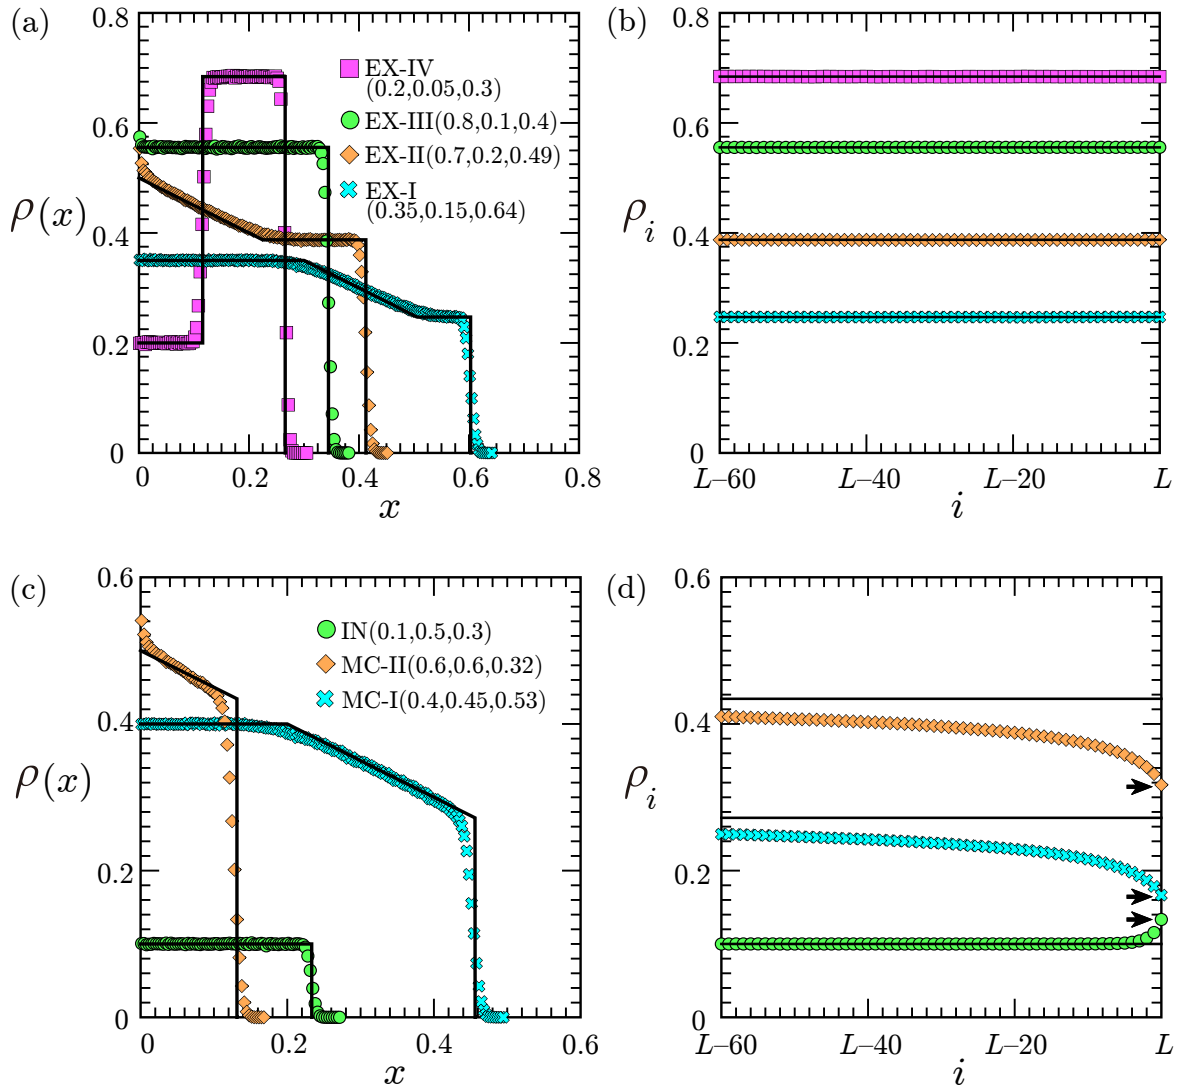 (a)
0.8
0.6
0.4
0.2
0
ρ(x)
EX-IV
(0.2,0.05,0.3)
EX-III(0.8,0.1,0.4)
EX-II(0.7,0.2,0.49)
EX-I
(0.35,0.15,0.64)
0 0.2 0.4 0.6 0.8
x
(b)
0.8
0.6
0.4
0.2
0
ρi
L–60 L–40 L–20 L
i
(c)
0.6
0.4
0.2
0
ρ(x)
IN(0.1,0.5,0.3)
MC-II(0.6,0.6,0.32)
MC-I(0.4,0.45,0.53)
0 0.2 0.4 0.6
x
(d)
0.6
0.4
0.2
0
ρi
L–60 L–40 L–20 L
i